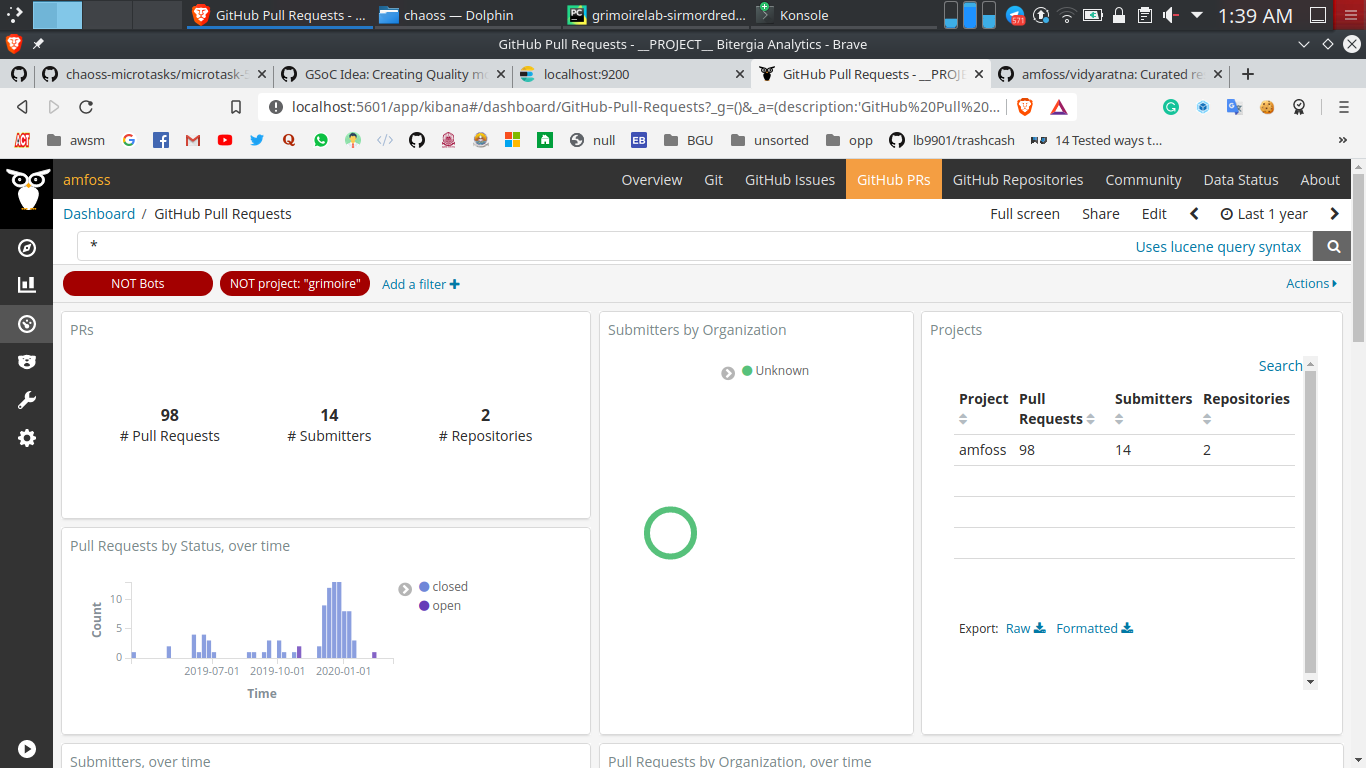 GitHub Pull Requests - ...
chaoss — Dolphin
PC
grimoirelab-sirmordred...
Konsole
571
1:39 AM
GitHub Pull Requests - __PROJECT__ Bitergia Analytics - Brave
chaoss-microtasks/microtask-
GSoC Idea: Creating Quality m
localhost:9200
GitHub Pull Requests - __PROJE
amfoss/vidyaratna: Curated re
localhost:5601/app/kibana#/dashboard/GitHub-Pull-Requests?_g=()&_a=(description:'GitHub%20Pull%20...
ACT
awsm
null
EB
BGU
unsorted
opp
lb9901/trashcash
14 Tested ways t...
»
amfoss
Overview
Git
GitHub Issues
GitHub PRs
GitHub Repositories
Community
Data Status
About
Dashboard / GitHub Pull Requests
Full screen
Share
Edit
Last 1 year
*
Uses lucene query syntax
NOT Bots
NOT project: "grimoire"
Add a filter +
Actions
PRs
98
# Pull Requests
14
# Submitters
2
# Repositories
Submitters by Organization
Unknown
Projects
Search
Project
Pull Requests
Submitters
Repositories
amfoss
98
14
2
Export: Raw
Formatted
Pull Requests by Status, over time
closed
open
Count
10
5
0
2019-07-01
2019-10-01
2020-01-01
Time
Submitters, over time
Pull Requests by Organization, over time